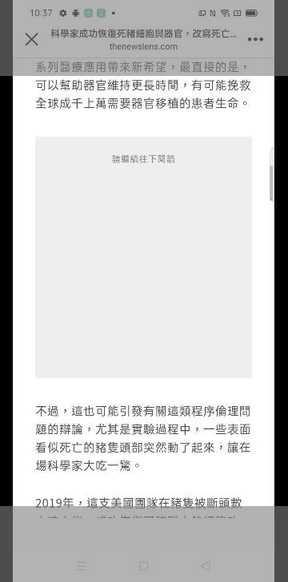 10:37
科學家成功恢復死豬細胞與器官，改寫死亡...
thenewslens.com
系列醫療應用帶來新希望，最直接的是，
可以幫助器官維持更長時間，有可能挽救
全球成千上萬需要器官移植的患者生命。
請繼續往下閱讀
不過，這也可能引發有關這類程序倫理問
題的辯論，尤其是實驗過程中，一些表面
看似死亡的豬隻頭部突然動了起來，讓在
場科學家大吃一驚。
2019年，這支美國團隊在豬隻被斷頭數